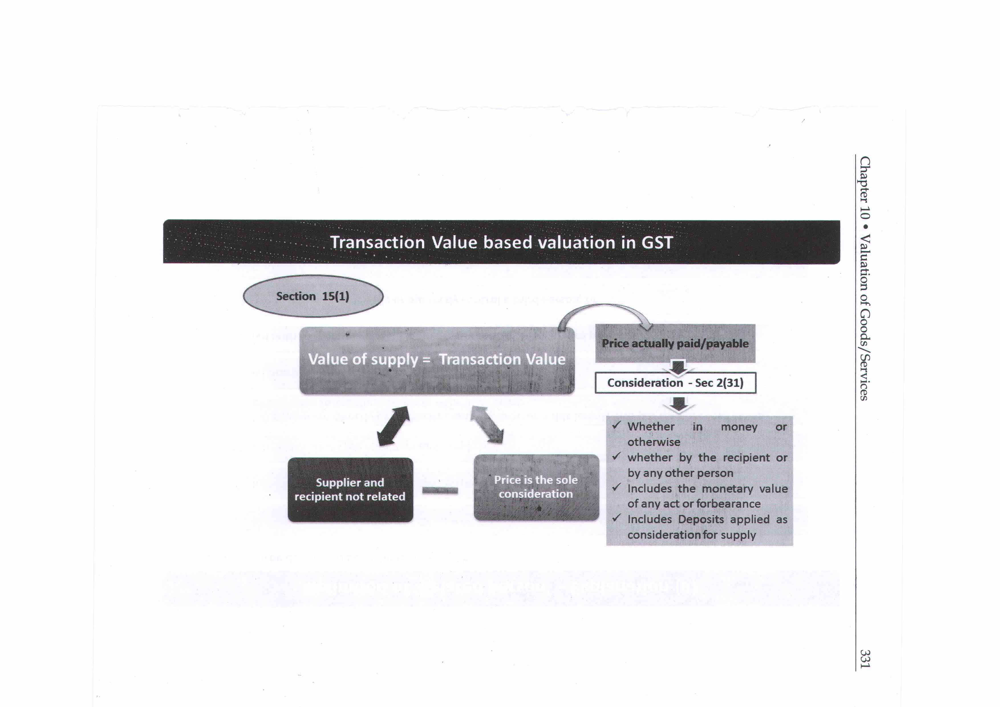 Chapter 10 • Valuation of Goods/Services
331
Transaction Value based valuation in GST
Section 15(1)
Value of supply = Transaction Value
Price actually paid/payable
Consideration - Sec 2(31)
✓ Whether in money or
otherwise
✓ whether by the recipient or
by any other person
✓ Includes the monetary value
of any act or forbearance
✓ Includes Deposits applied as
consideration for supply
Supplier and
recipient not related
Price is the sole
consideration